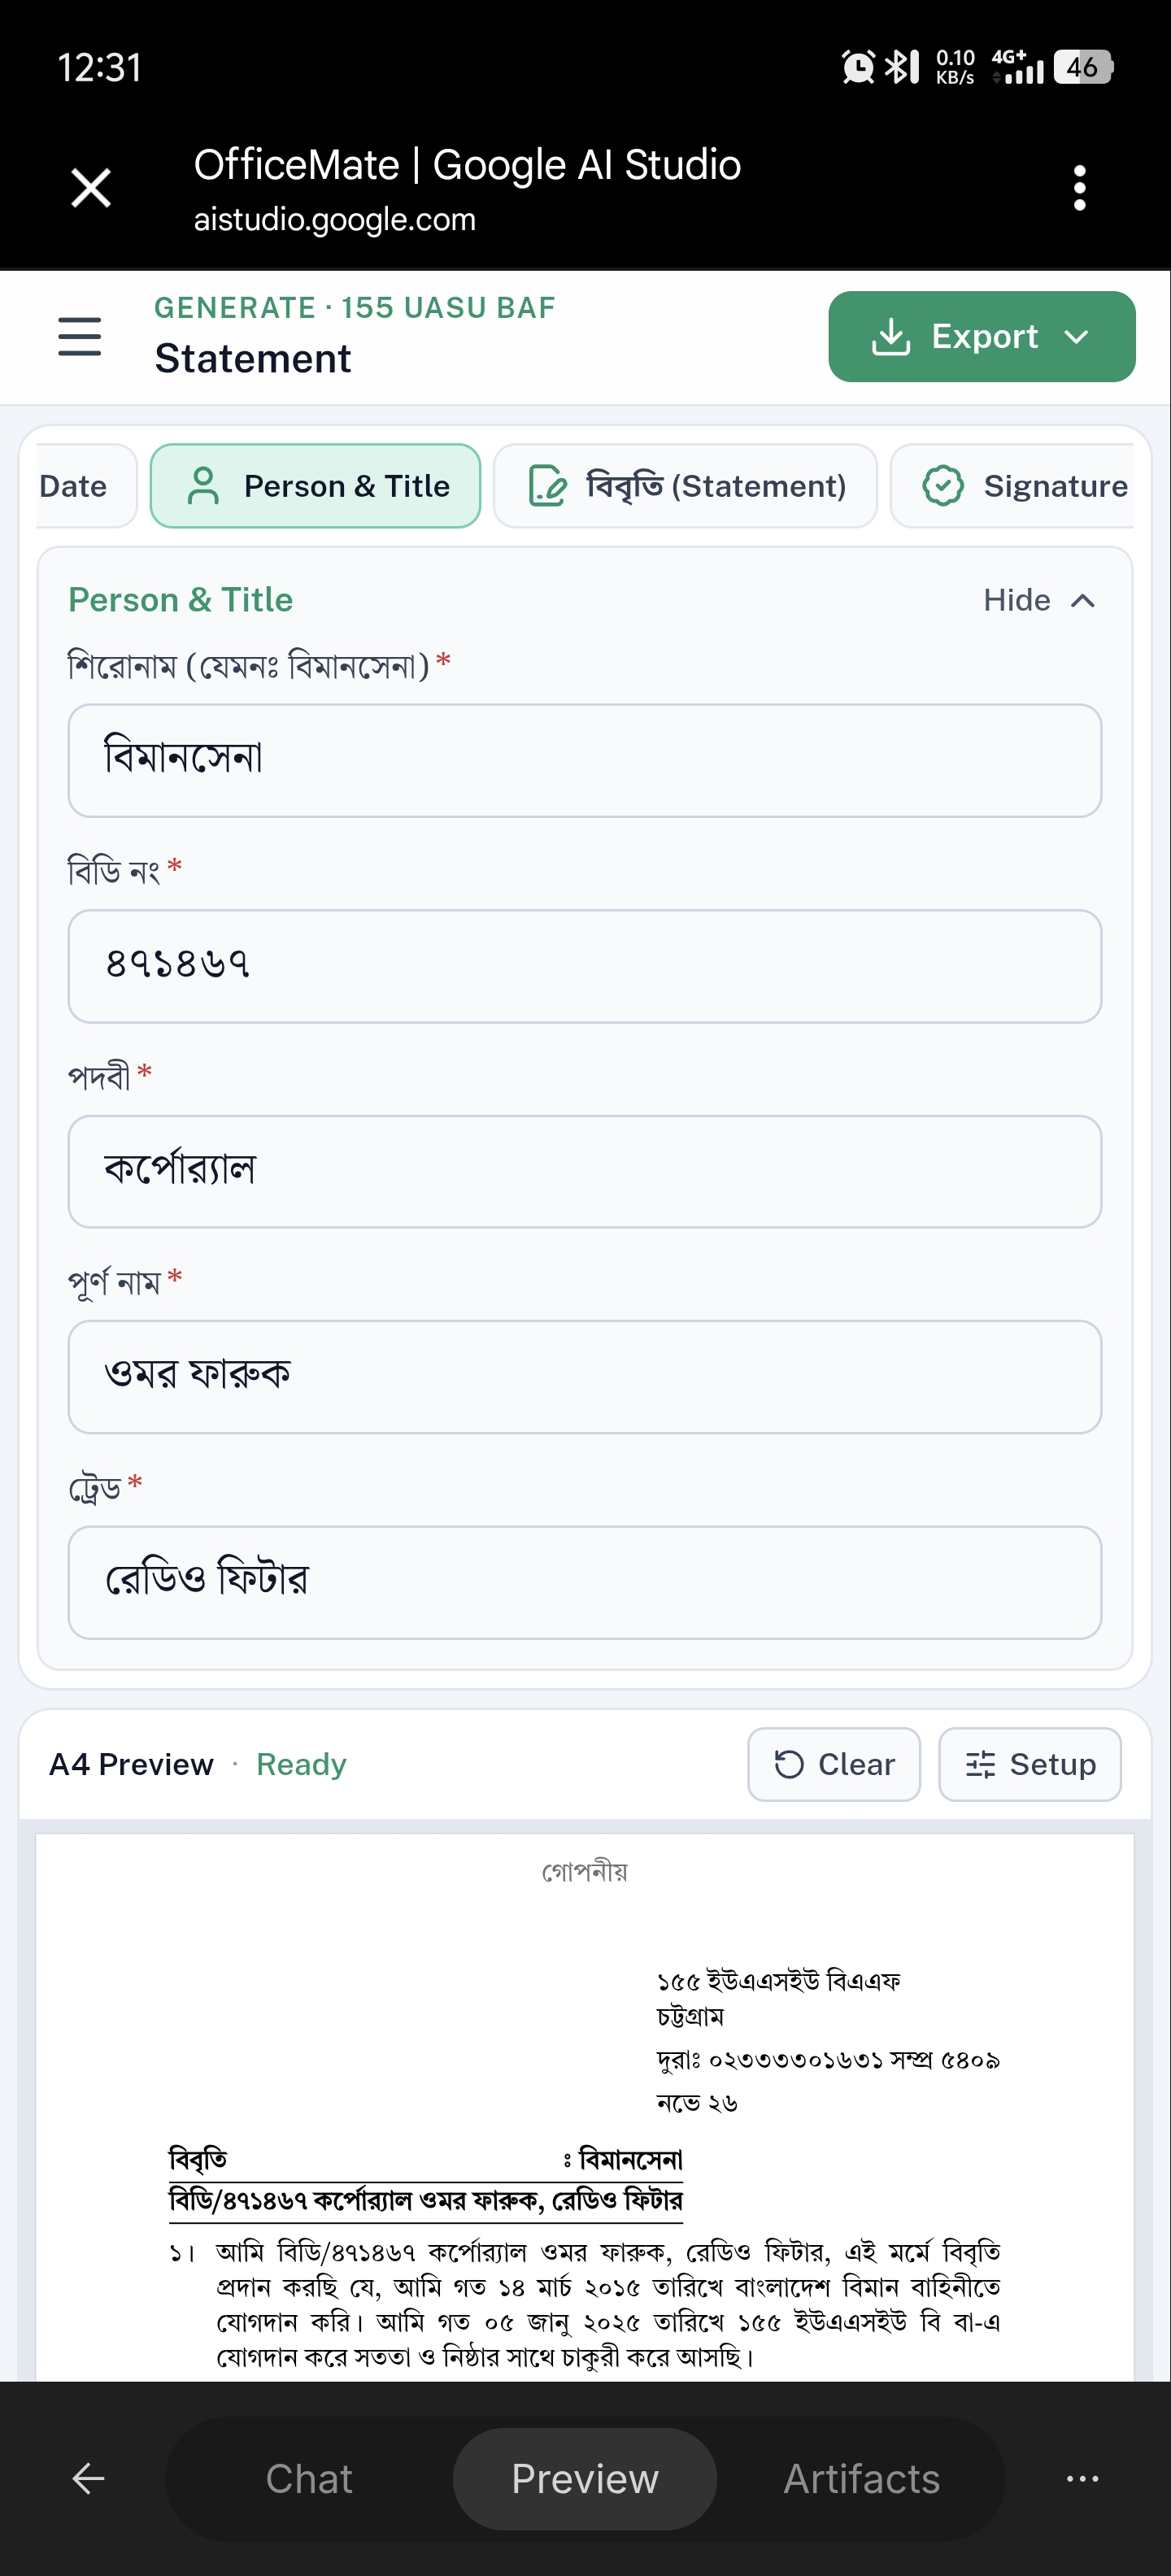 12:31
0.10 KB/s
4G+
46
OfficeMate | Google AI Studio
aistudio.google.com
GENERATE · 155 UASU BAF
Statement
Export
Date
Person & Title
বিবৃতি (Statement)
Signature
Person & Title
Hide
শিরোনাম (যেমনঃ বিমানসেনা) *
বিমানসেনা
বিডি নং *
৪৭১৪৬৭
পদবী *
কর্পোর‍্যাল
পূর্ণ নাম *
ওমর ফারুক
ট্রেড *
রেডিও ফিটার
A4 Preview · Ready
Clear
Setup
গোপনীয়
১৫৫ ইউএএসইউ বিএএফ
চট্টগ্রাম
দুরাঃ ০২৩৩৩৩০১৬৩১ সম্প্র ৫৪০৯
নভে ২৬
বিবৃতি ঃ বিমানসেনা
বিডি/৪৭১৪৬৭ কর্পোর‍্যাল ওমর ফারুক, রেডিও ফিটার
১। আমি বিডি/৪৭১৪৬৭ কর্পোর‍্যাল ওমর ফারুক, রেডিও ফিটার, এই মর্মে বিবৃতি
প্রদান করছি যে, আমি গত ১৪ মার্চ ২০১৫ তারিখে বাংলাদেশ বিমান বাহিনীতে
যোগদান করি। আমি গত ০৫ জানু ২০২৫ তারিখে ১৫৫ ইউএএসইউ বি বা-এ
যোগদান করে সততা ও নিষ্ঠার সাথে চাকুরী করে আসছি।
Chat
Preview
Artifacts